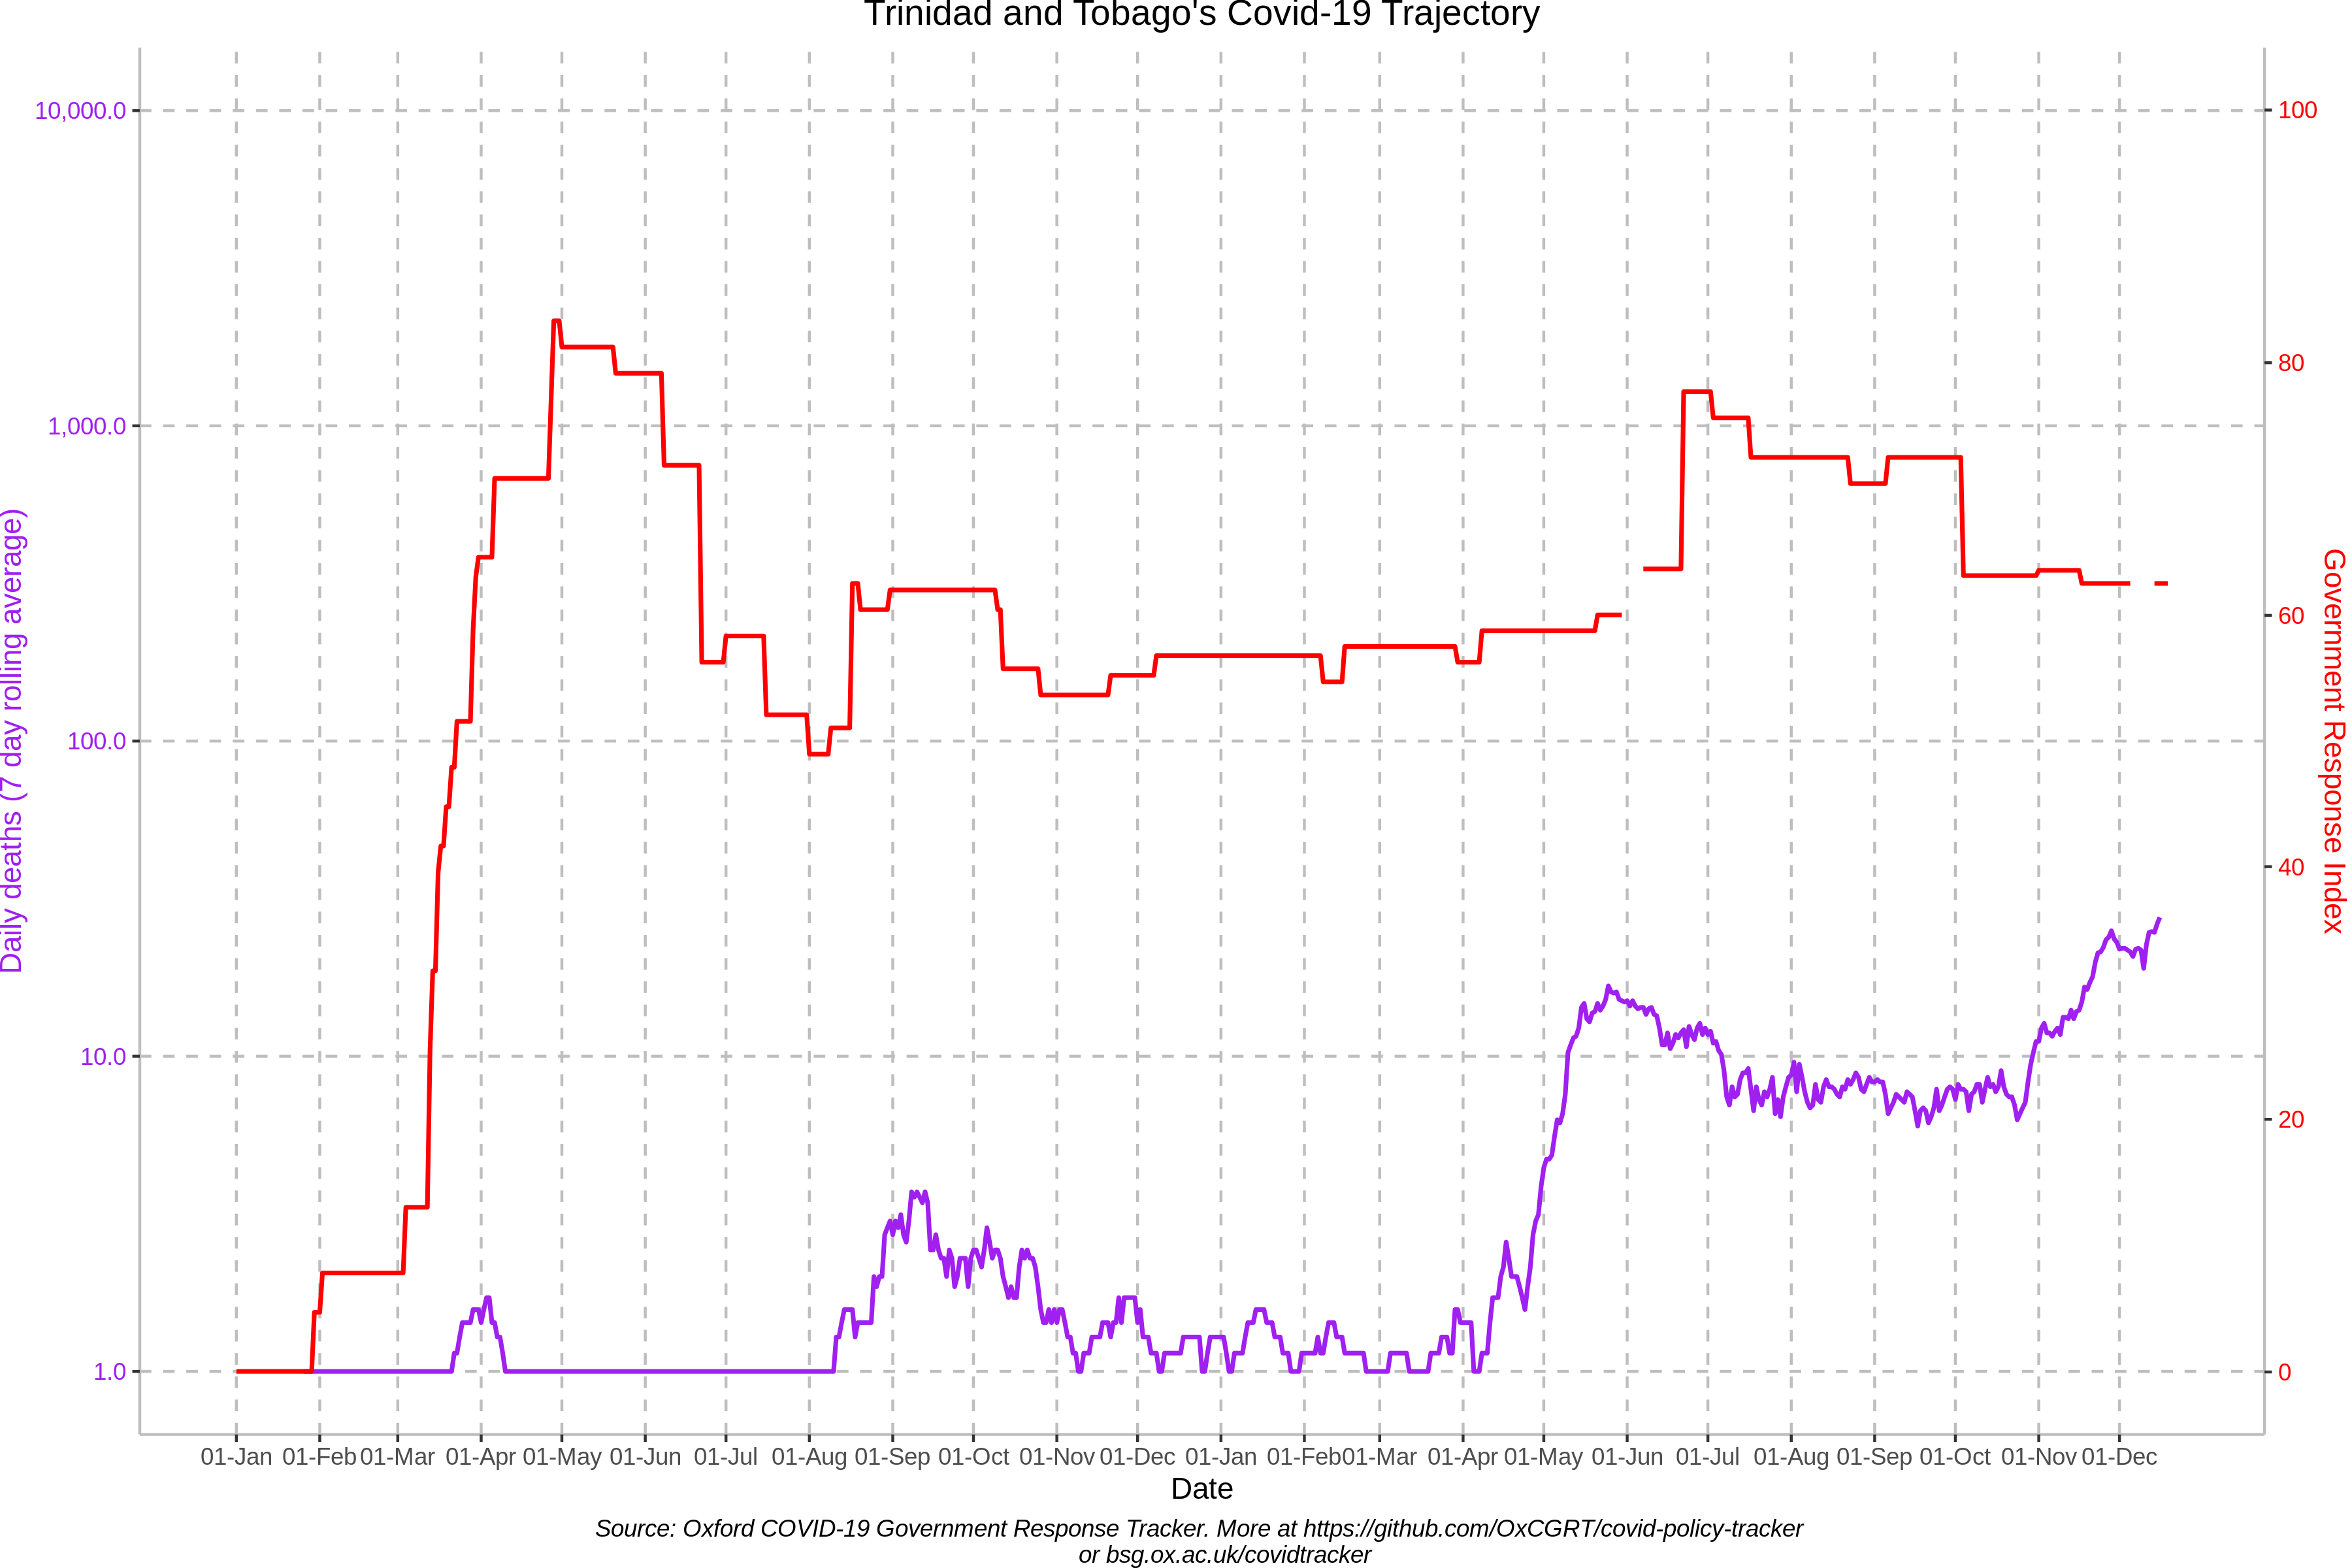 Trinidad and Tobago's Covid-19 Trajectory
10,000.0
1,000.0
100.0
10.0
1.0
Daily deaths (7 day rolling average)
100
80
60
40
20
0
Government Response Index
01-Jan 01-Feb 01-Mar 01-Apr 01-May 01-Jun 01-Jul 01-Aug 01-Sep 01-Oct 01-Nov 01-Dec 01-Jan 01-Feb 01-Mar 01-Apr 01-May 01-Jun 01-Jul 01-Aug 01-Sep 01-Oct 01-Nov 01-Dec
Date
Source: Oxford COVID-19 Government Response Tracker. More at https://github.com/OxCGRT/covid-policy-tracker
or bsg.ox.ac.uk/covidtracker